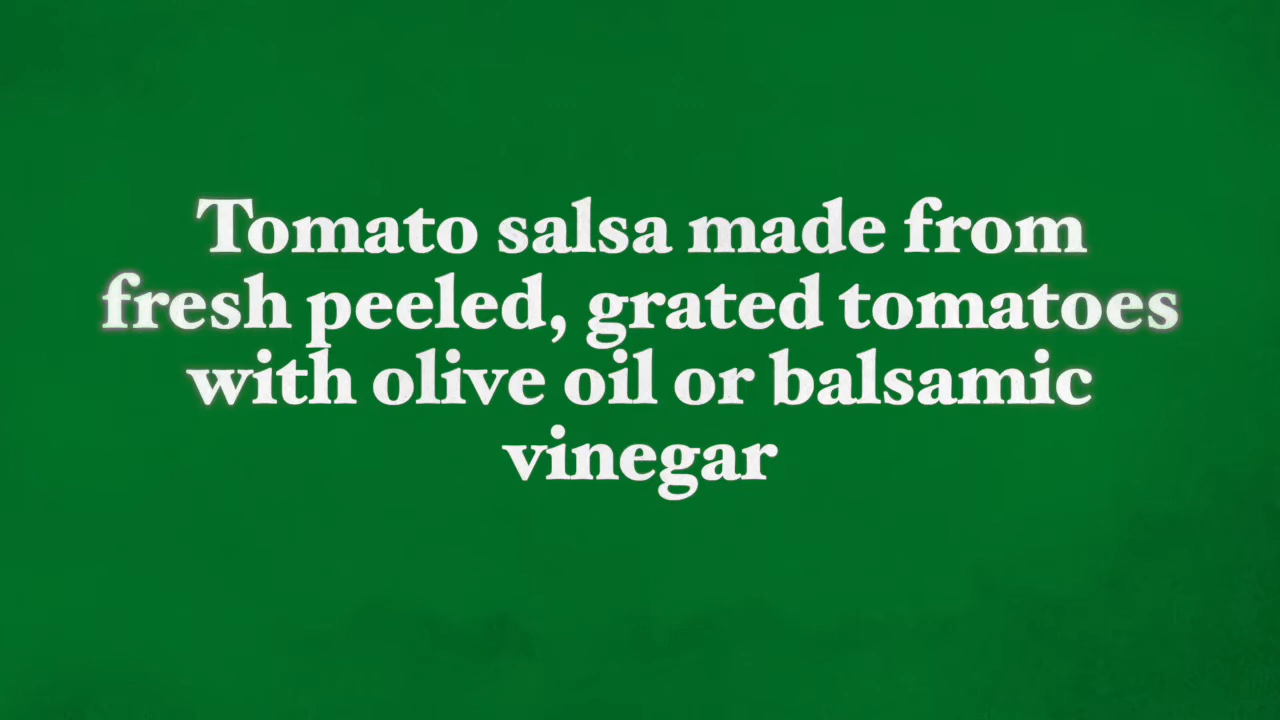 Tomato salsa made from
fresh peeled, grated tomatoes
with olive oil or balsamic
vinegar